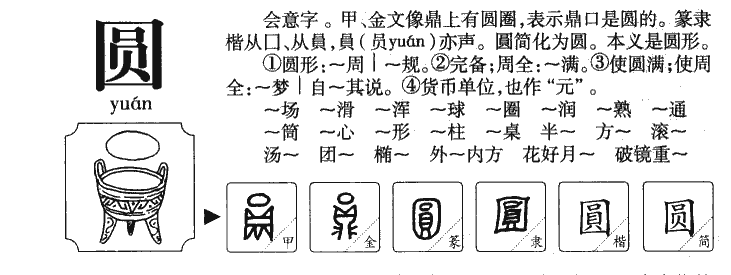 圆
yuán
会意字。甲、金文像鼎上有圆圈,表示鼎口是圆的。篆隶
楷从囗、从員,員(员yuán)亦声。圓简化为圆。本义是圆形。
①圆形:~周|~规。②完备;周全:~满。③使圆满;使周
全:~梦|自~其说。④货币单位,也作“元”。
~场 ~滑 ~浑 ~球 ~圈 ~润 ~熟 ~通
~筒 ~心 ~形 ~柱 ~桌 半~ 方~ 滚~
汤~ 团~ 椭~ 外~内方 花好月~ 破镜重~
甲 金 篆 圓 隶 圓 楷 圆 简